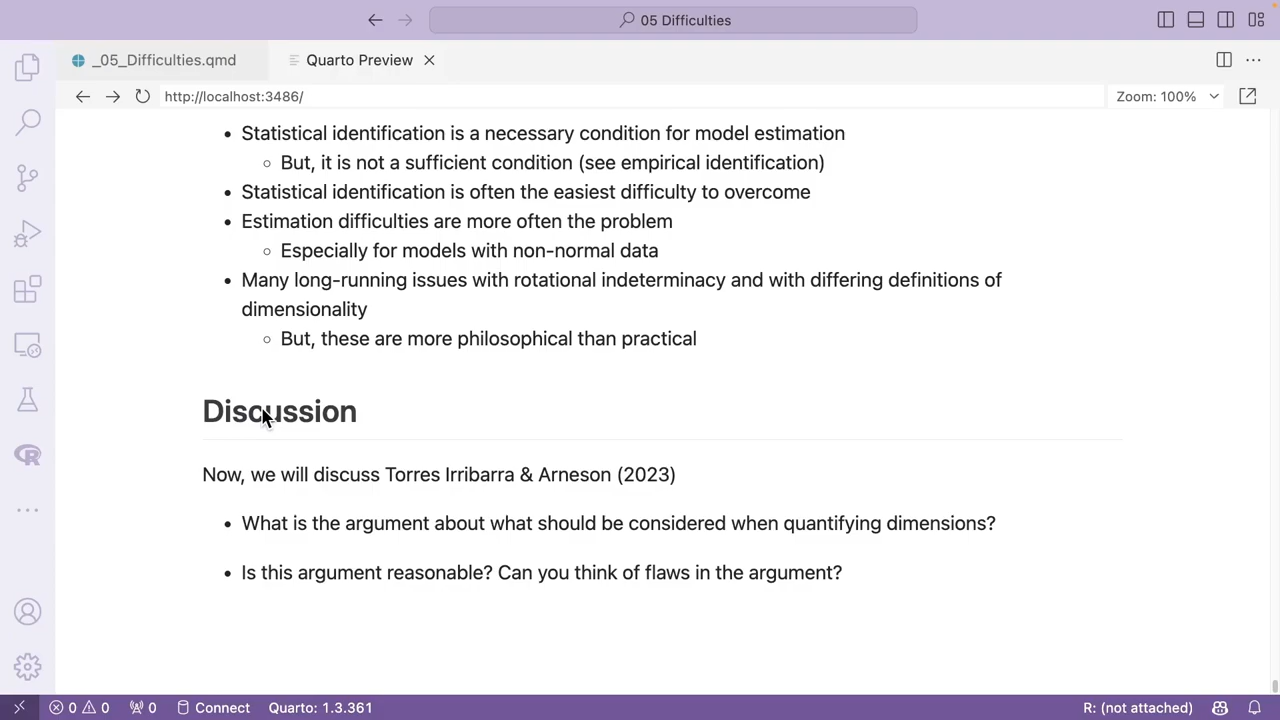 05 Difficulties
_05_Difficulties.qmd
Quarto Preview
http://localhost:3486/
Zoom: 100%
• Statistical identification is a necessary condition for model estimation
◦ But, it is not a sufficient condition (see empirical identification)
• Statistical identification is often the easiest difficulty to overcome
• Estimation difficulties are more often the problem
◦ Especially for models with non-normal data
• Many long-running issues with rotational indeterminacy and with differing definitions of
dimensionality
◦ But, these are more philosophical than practical
Discussion
Now, we will discuss Torres Irribarra & Arneson (2023)
• What is the argument about what should be considered when quantifying dimensions?
• Is this argument reasonable? Can you think of flaws in the argument?
0 0 0 Connect Quarto: 1.3.361 R: (not attached)